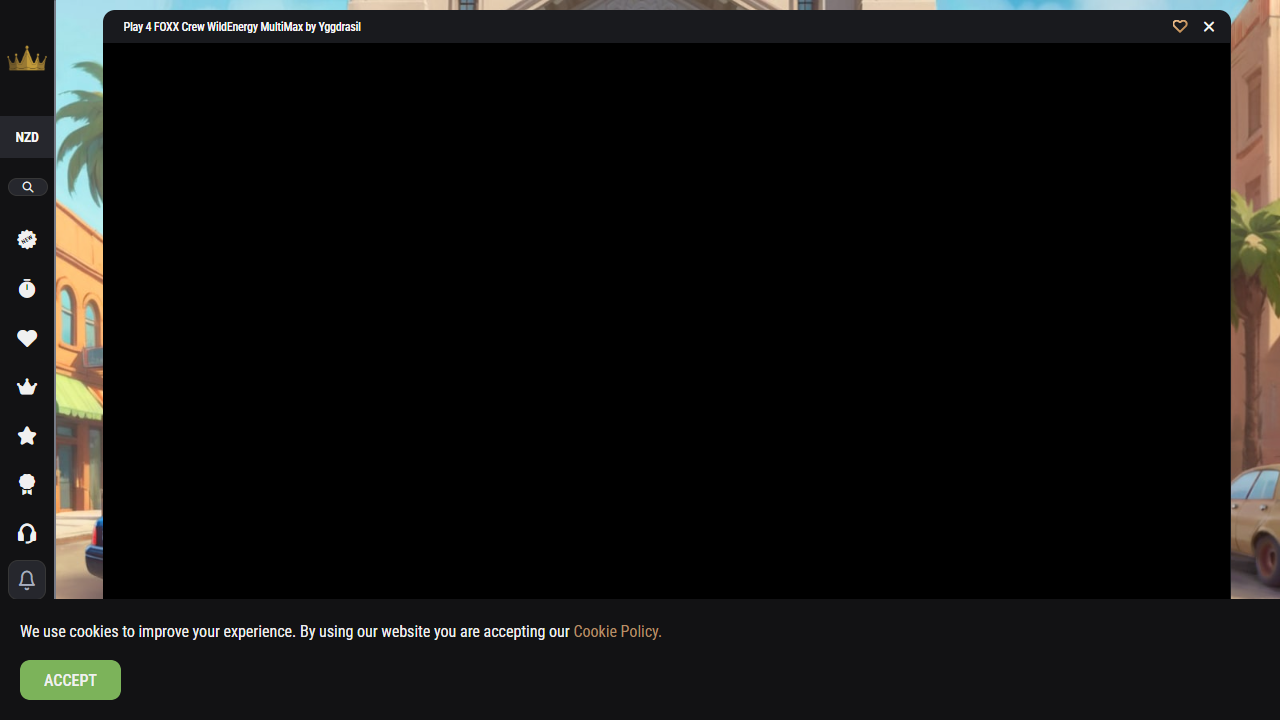 Play 4 FOXX Crew WildEnergy MultiMax by Yggdrasil
NZD
NEW
We use cookies to improve your experience. By using our website you are accepting our Cookie Policy.
ACCEPT